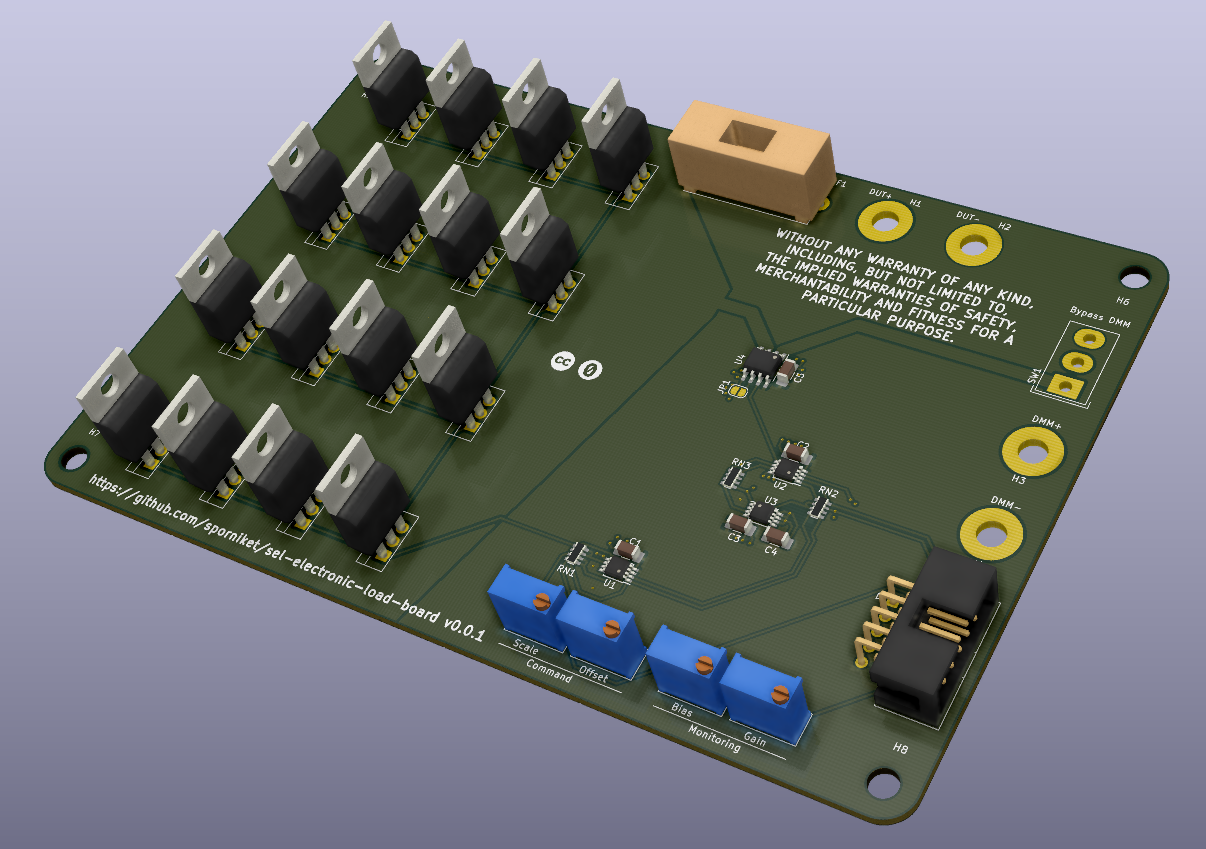 F1
DUT+
H1
DUT-
H2
WITHOUT ANY WARRANTY OF ANY KIND,
INCLUDING, BUT NOT LIMITED TO,
THE IMPLIED WARRANTIES OF SAFETY,
MERCHANTABILITY AND FITNESS FOR A
PARTICULAR PURPOSE.
H6
Bypass DMM
SW1
U4
C5
JP1
cc 0
DMM+
H3
DMM-
C2
RN3
U2
RN2
U3
C3
C4
C1
RN1
U1
H7
https://github.com/sporniket/sel-electronic-load-board v0.0.1
Scale
Offset
Command
Bias
Gain
Monitoring
H8